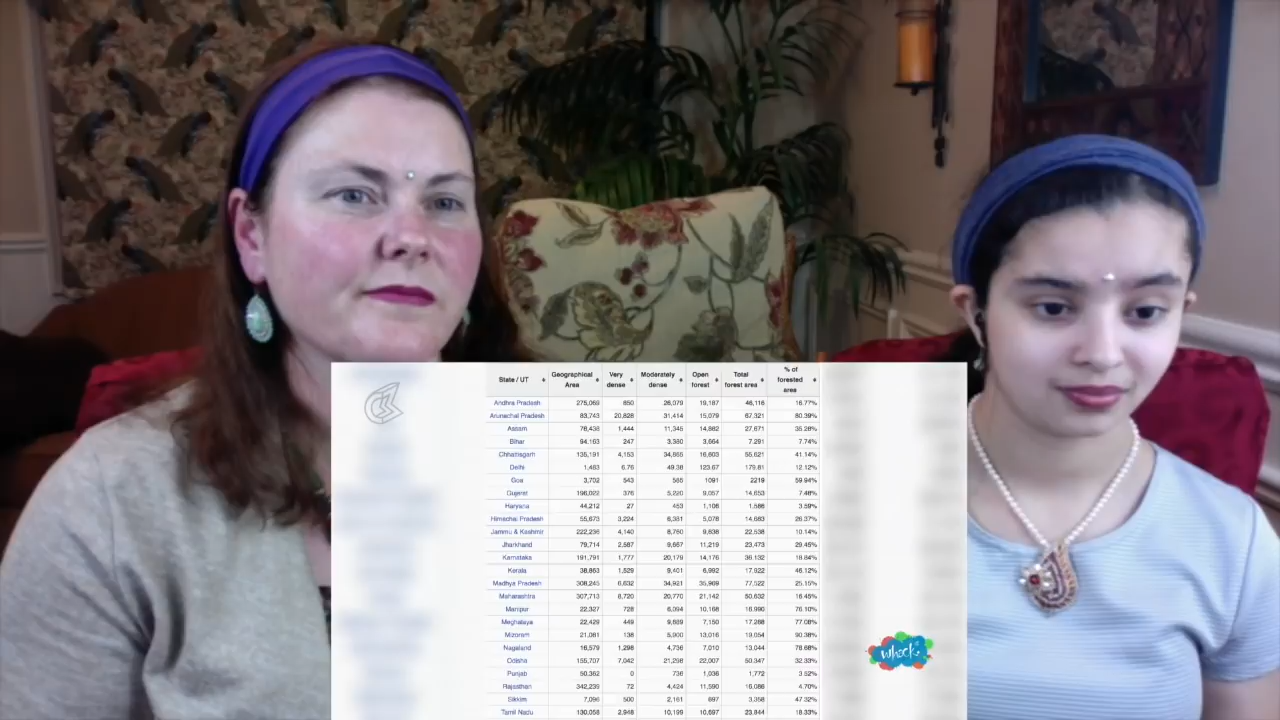 State / UT Geographical Area Very dense Moderately dense Open forest Total forest area % of forested area
Andhra Pradesh 275,069 650 26,079 19,187 46,116 16.77%
Arunachal Pradesh 83,743 20,828 31,414 15,079 67,321 80.39%
Assam 78,438 1,444 11,345 14,882 27,671 35.28%
Bihar 94,163 247 3,380 3,664 7,291 7.74%
Chhattisgarh 135,191 4,153 34,865 16,603 55,621 41.14%
Delhi 1,483 6.76 49.38 123.67 179.81 12.12%
Goa 3,702 543 585 1091 2219 59.94%
Gujarat 196,022 376 5,220 9,057 14,653 7.48%
Haryana 44,212 27 453 1,106 1,586 3.59%
Himachal Pradesh 55,673 3,224 6,381 5,078 14,683 26.37%
Jammu & Kashmir 222,236 4,140 8,760 9,638 22,538 10.14%
Jharkhand 79,714 2,587 9,667 11,219 23,473 29.45%
Karnataka 191,791 1,777 20,179 14,176 36,132 18.84%
Kerala 38,863 1,529 9,401 6,992 17,922 46.12%
Madhya Pradesh 308,245 6,632 34,921 35,969 77,522 25.15%
Maharashtra 307,713 8,720 20,770 21,142 50,632 16.45%
Manipur 22,327 728 6,094 10,168 16,990 76.10%
Meghalaya 22,429 449 9,689 7,150 17,288 77.08%
Mizoram 21,081 138 5,900 13,016 19,054 90.38%
Nagaland 16,579 1,298 4,736 7,010 13,044 78.68%
Odisha 155,707 7,042 21,298 22,007 50,347 32.33%
Punjab 50,362 0 736 1,036 1,772 3.52%
Rajasthan 342,239 72 4,424 11,590 16,086 4.70%
Sikkim 7,096 500 2,161 697 3,358 47.32%
Tamil Nadu 130,058 2,948 10,199 10,697 23,844 18.33%
whack